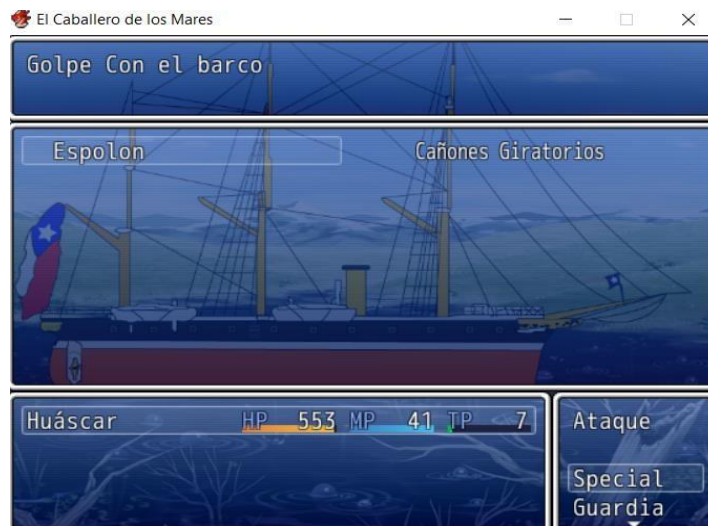 El Caballero de los Mares
Golpe Con el barco
Espolon Cañones Giratorios
Huáscar HP 553 MP 41 TP 7
Ataque
Special
Guardia